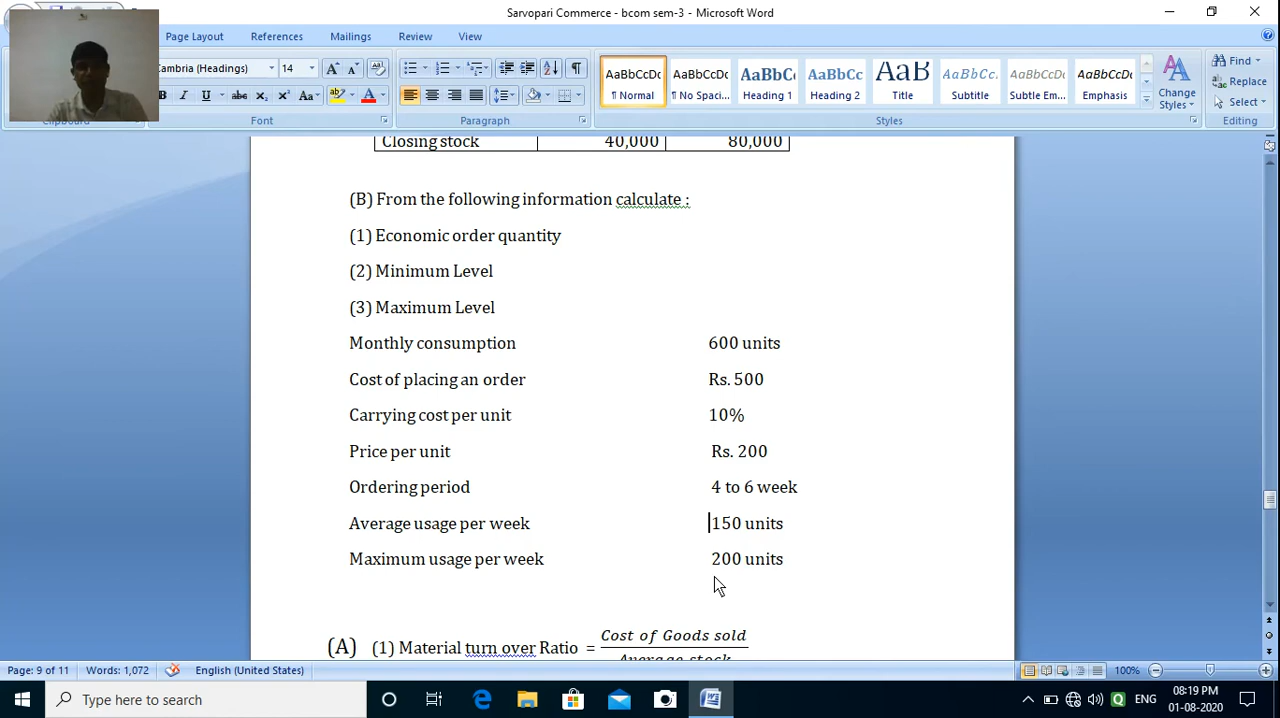 Sarvopari Commerce - bcom sem-3 - Microsoft Word
Page Layout References Mailings Review View
Cambria (Headings) 14
AaBbCcDc AaBbCcDc AaBbC AaBbCc AaB AaBbCc. AaBbCcDc AaBbCcDc
¶ Normal ¶ No Spaci... Heading 1 Heading 2 Title Subtitle Subtle Em... Emphasis
Change Styles
Find
Replace
Select
Clipboard Font Paragraph Styles Editing
Closing stock 40,000 80,000
(B) From the following information calculate :
(1) Economic order quantity
(2) Minimum Level
(3) Maximum Level
Monthly consumption 600 units
Cost of placing an order Rs. 500
Carrying cost per unit 10%
Price per unit Rs. 200
Ordering period 4 to 6 week
Average usage per week 150 units
Maximum usage per week 200 units
(A) (1) Material turn over Ratio = Cost of Goods sold
Average stock
Page: 9 of 11 Words: 1,072 English (United States) 100%
Type here to search ENG 08:19 PM
01-08-2020